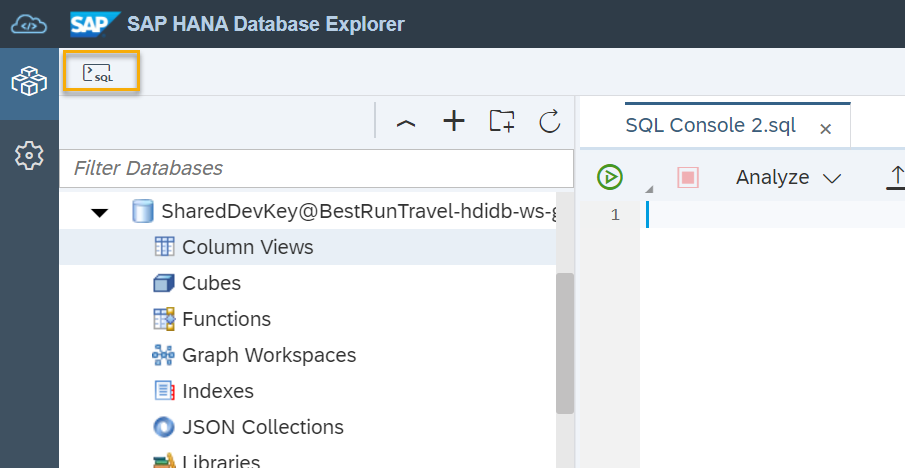 SAP SAP HANA Database Explorer
SQL
SQL Console 2.sql
Filter Databases
Analyze
SharedDevKey@BestRunTravel-hdidb-ws-
1
Column Views
Cubes
Functions
Graph Workspaces
Indexes
JSON Collections
Libraries